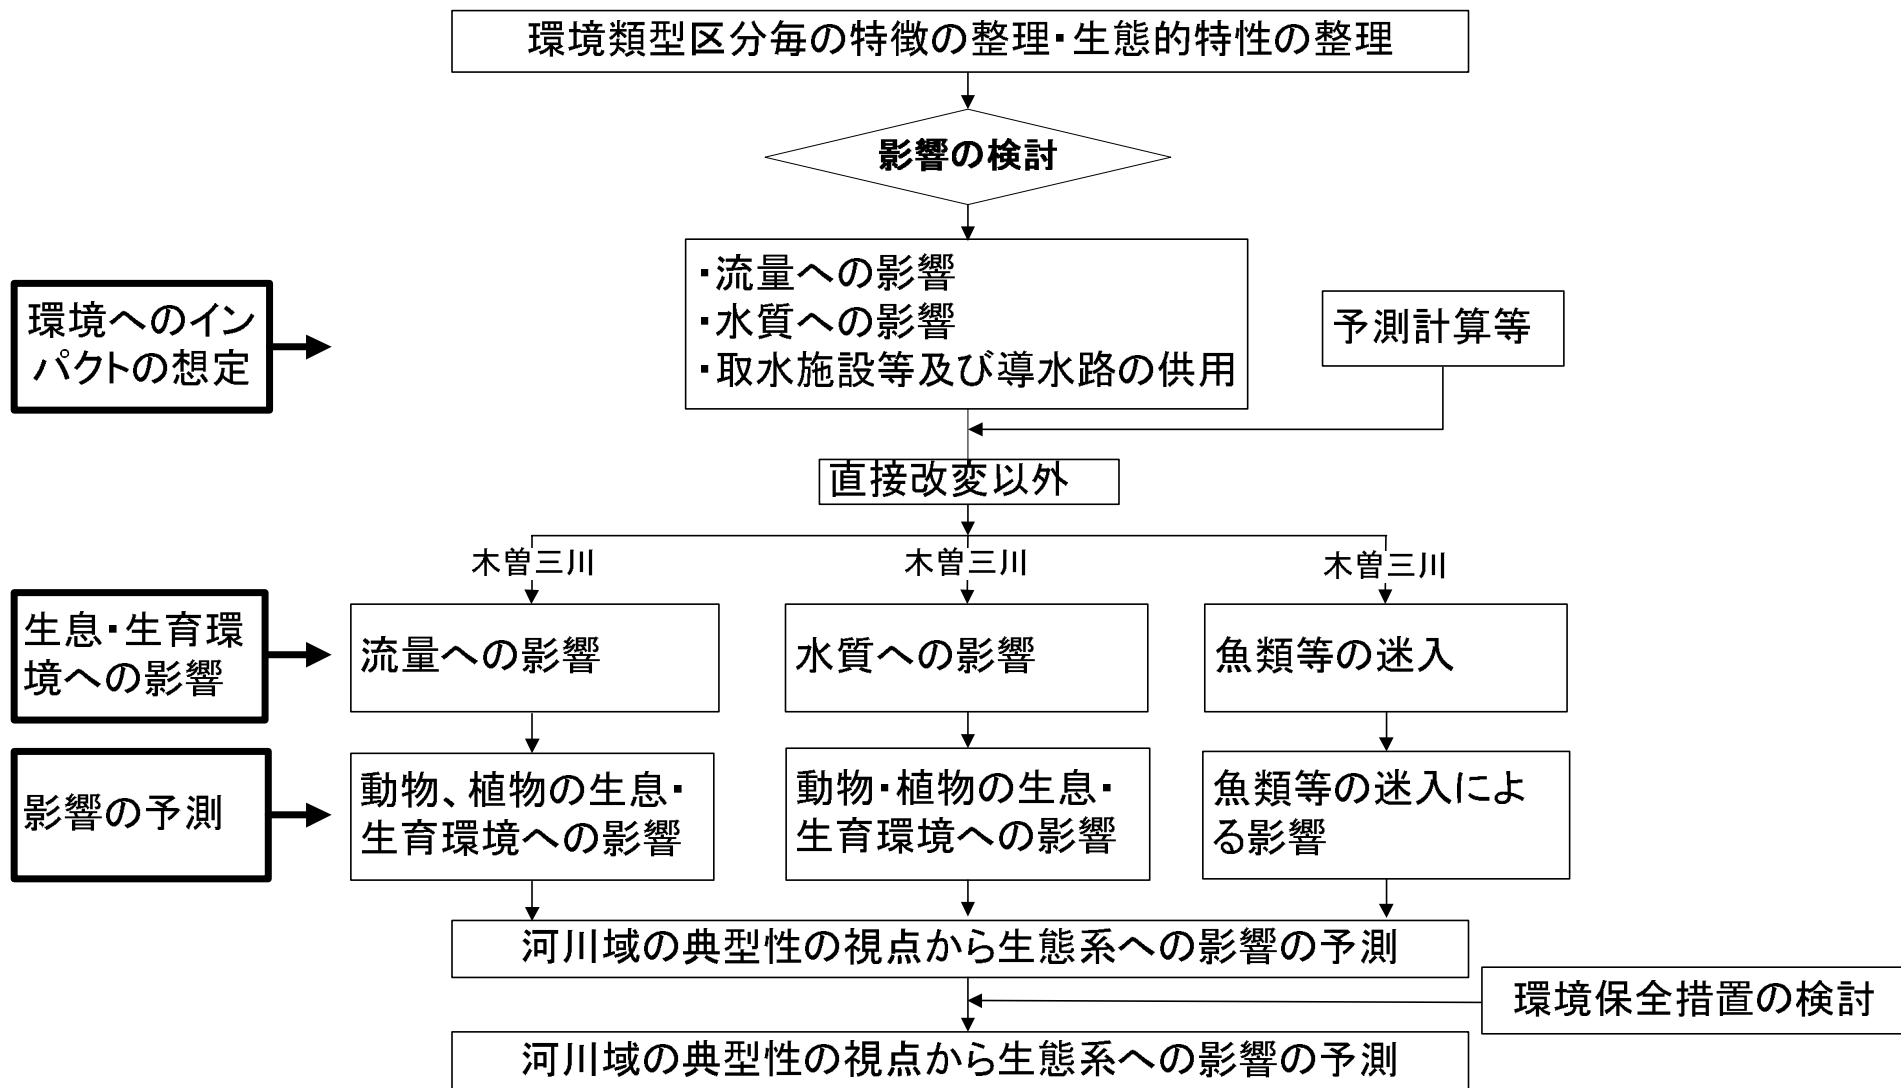 環境類型区分毎の特徴の整理・生態的特性の整理
影響の検討
・流量への影響
・水質への影響
・取水施設等及び導水路の供用
環境へのイン
パクトの想定
予測計算等
直接改変以外
木曽三川
木曽三川
木曽三川
生息・生育環
境への影響
流量への影響
水質への影響
魚類等の迷入
影響の予測
動物、植物の生息・
生育環境への影響
動物・植物の生息・
生育環境への影響
魚類等の迷入によ
る影響
河川域の典型性の視点から生態系への影響の予測
環境保全措置の検討
河川域の典型性の視点から生態系への影響の予測